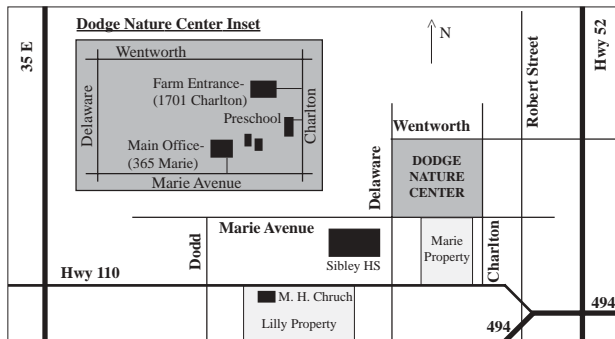 Dodge Nature Center Inset
Wentworth
Farm Entrance-
(1701 Charlton)
Preschool
Main Office-
(365 Marie)
Marie Avenue
Delaware
Charlton
35 E
N
Robert Street
Hwy 52
Wentworth
Delaware
DODGE
NATURE
CENTER
Marie Avenue
Dodd
Sibley HS
Marie
Property
Charlton
Hwy 110
M. H. Chruch
Lilly Property
494
494